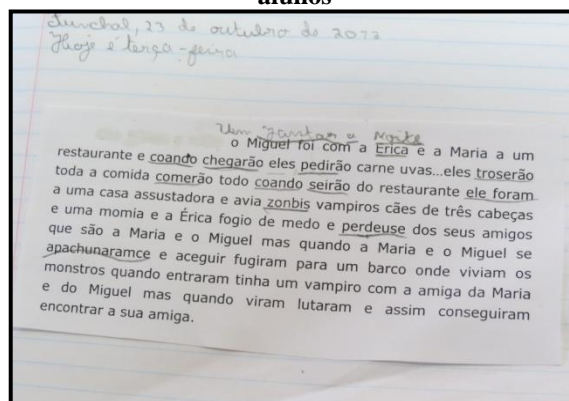 alunos
Funchal, 23 de outubro de 2012
Hoje é terça-feira
Um Jantar a Noite
o Miguel foi com a Erica e a Maria a um
restaurante e coando chegarão eles pedirão carne uvas...eles troserão
toda a comida comerão todo coando seirão do restaurante ele foram
a uma casa assustadora e avia zonbis vampiros cães de três cabeças
e uma momia e a Érica fogio de medo e perdeuse dos seus amigos
que são a Maria e o Miguel mas quando a Maria e o Miguel se
apachunaramce e aceguir fugiram para um barco onde viviam os
monstros quando entraram tinha um vampiro com a amiga da Maria
e do Miguel mas quando viram lutaram e assim conseguiram
encontrar a sua amiga.